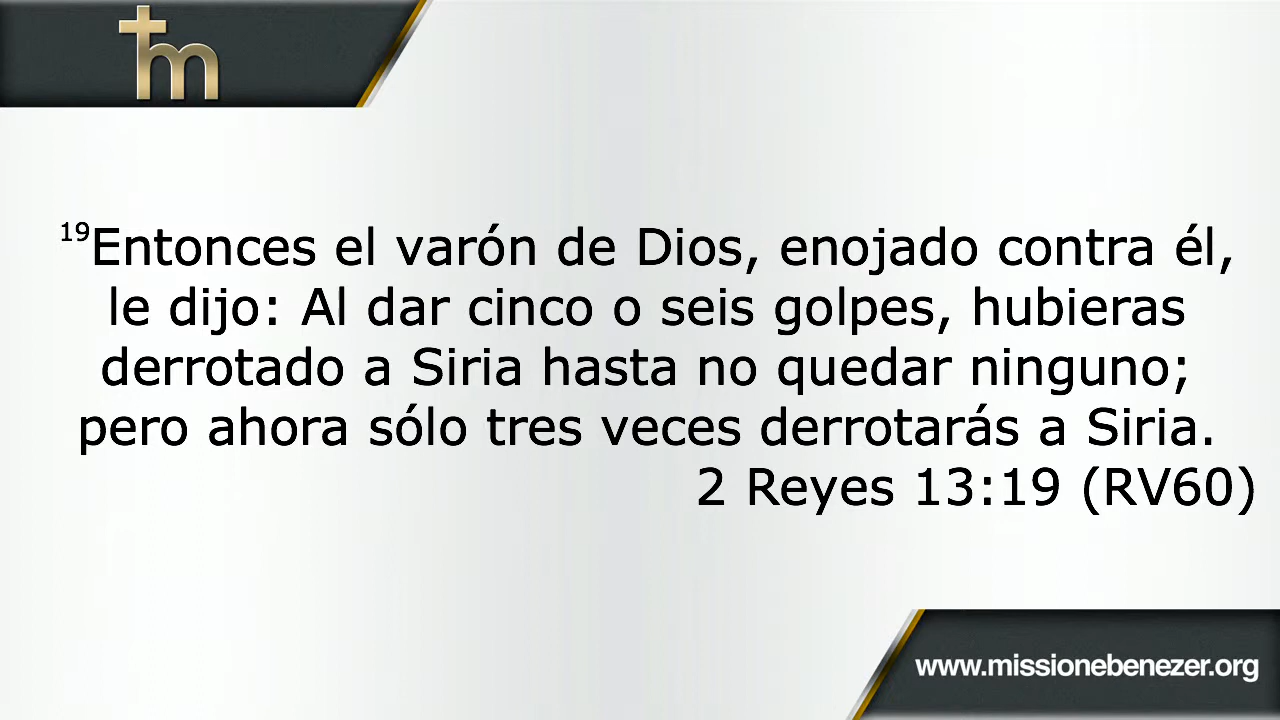 m
19Entonces el varón de Dios, enojado contra él,
le dijo: Al dar cinco o seis golpes, hubieras
derrotado a Siria hasta no quedar ninguno;
pero ahora sólo tres veces derrotarás a Siria.
2 Reyes 13:19 (RV60)
www.missionebenezer.org